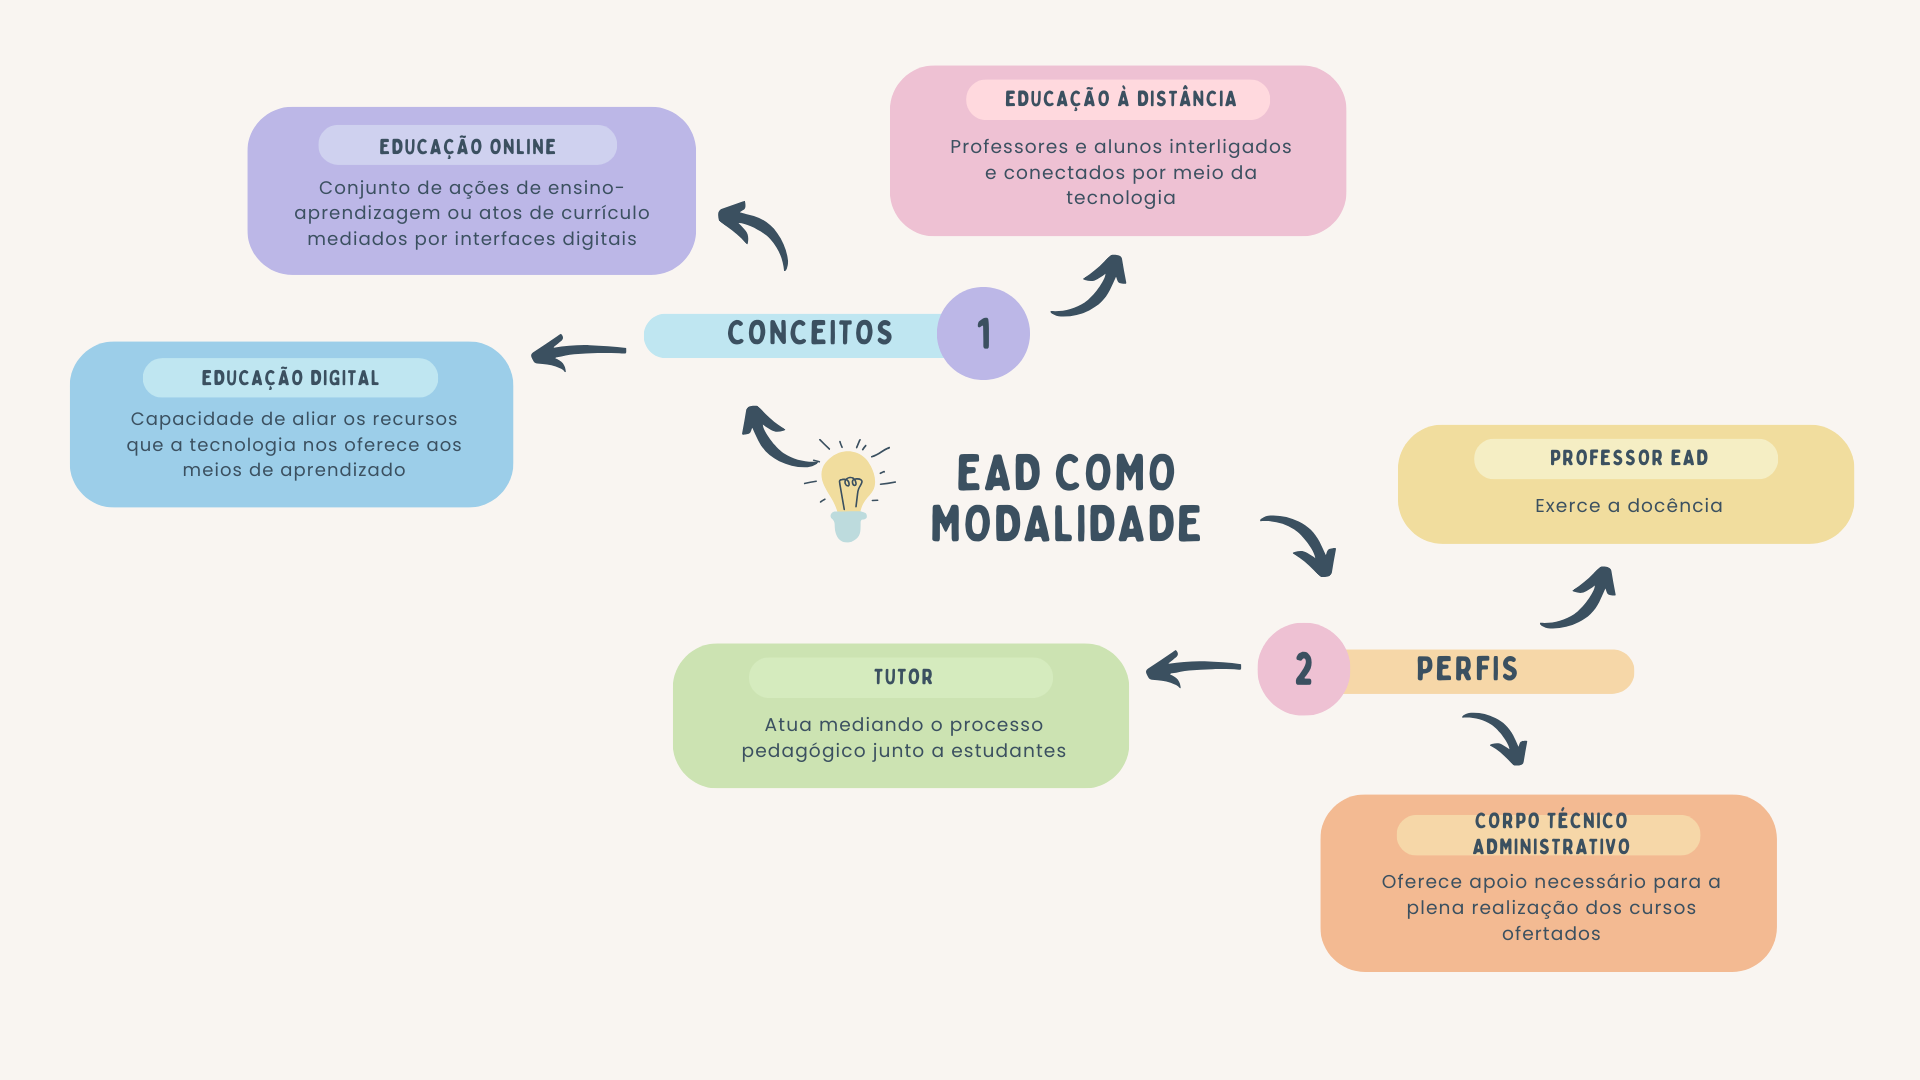 EDUCAÇÃO ONLINE
Conjunto de ações de ensino-
aprendizagem ou atos de currículo
mediados por interfaces digitais
EDUCAÇÃO À DISTÂNCIA
Professores e alunos interligados
e conectados por meio da
tecnologia
CONCEITOS
1
EDUCAÇÃO DIGITAL
Capacidade de aliar os recursos
que a tecnologia nos oferece aos
meios de aprendizado
EAD COMO
MODALIDADE
PROFESSOR EAD
Exerce a docência
2
PERFIS
TUTOR
Atua mediando o processo
pedagógico junto a estudantes
CORPO TÉCNICO
ADMINISTRATIVO
Oferece apoio necessário para a
plena realização dos cursos
ofertados